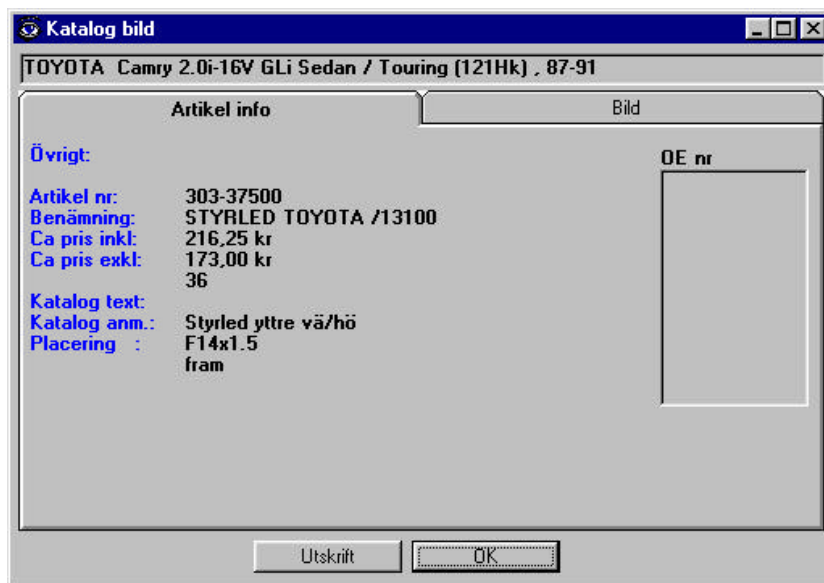 Katalog bild
TOYOTA Camry 2.0i-16V GLi Sedan / Touring (121Hk) , 87-91
Artikel info
Bild
Övrigt:
OE nr
Artikel nr: 303-37500
Benämning: STYRLED TOYOTA /13100
Ca pris inkl: 216,25 kr
Ca pris exkl: 173,00 kr
36
Katalog text:
Katalog anm.: Styrled yttre vä/hö
Placering : F14x1.5
fram
Utskrift
OK